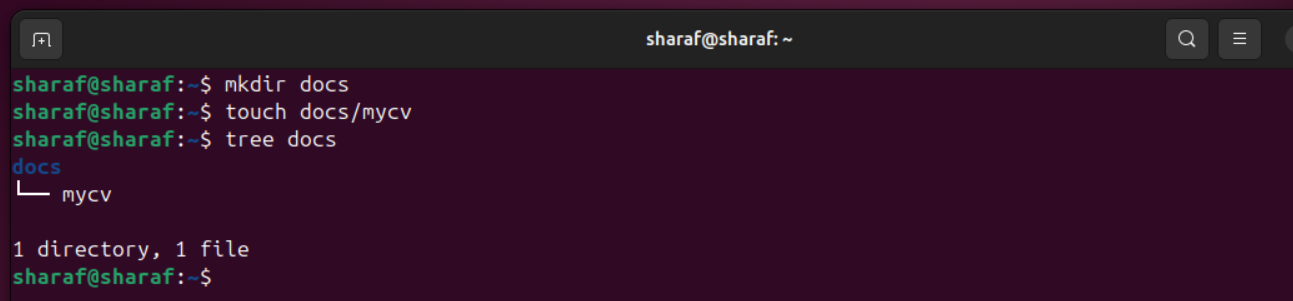 sharaf@sharaf: ~
sharaf@sharaf:~$ mkdir docs
sharaf@sharaf:~$ touch docs/mycv
sharaf@sharaf:~$ tree docs
docs
└── mycv
1 directory, 1 file
sharaf@sharaf:~$